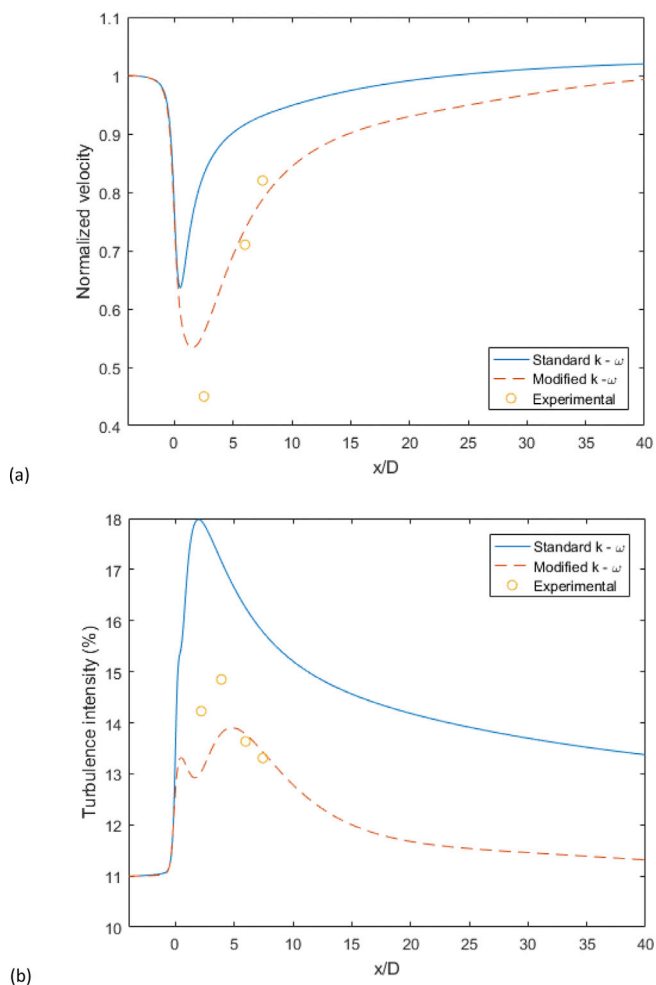 1.1
1
0.9
0.8
0.7
0.6
0.5
0.4
Normalized velocity
Standard k - ω
Modified k -ω
Experimental
0 5 10 15 20 25 30 35 40
x/D
(a)
18
17
16
15
14
13
12
11
10
Turbulence intensity (%)
Standard k - ω
Modified k - ω
Experimental
0 5 10 15 20 25 30 35 40
x/D
(b)